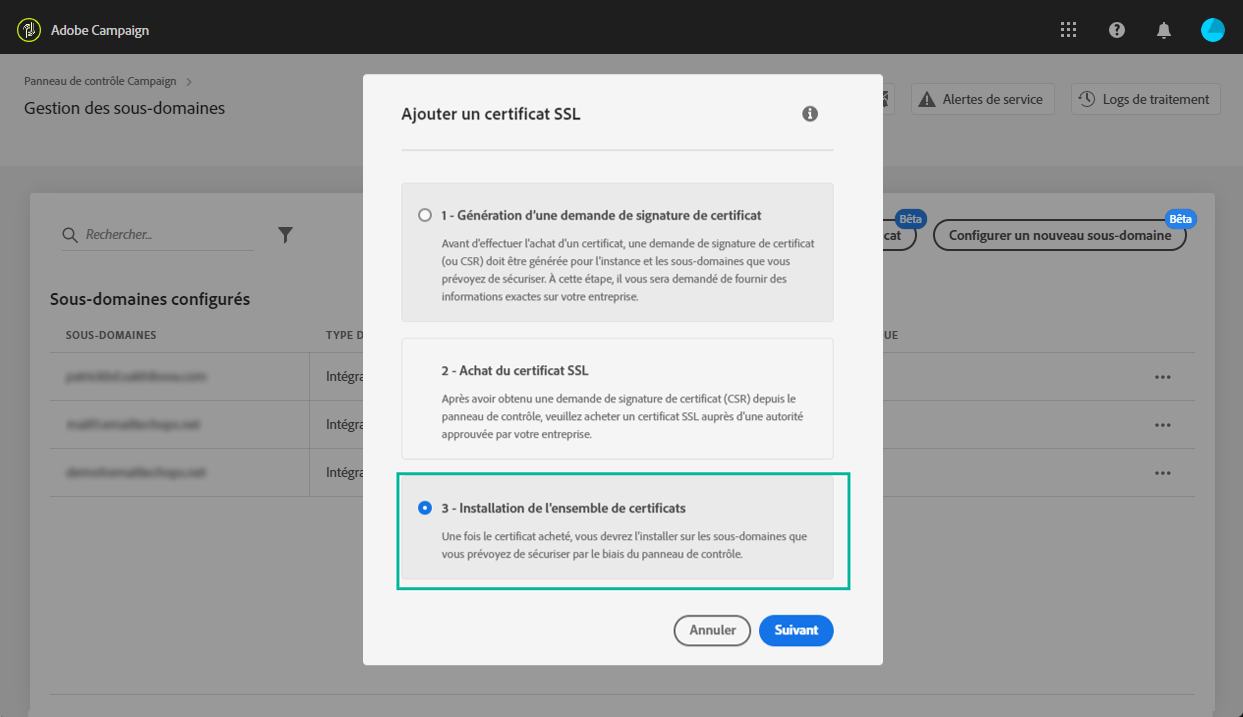 Adobe Campaign
Panneau de contrôle Campaign
Gestion des sous-domaines
Alertes de service
Logs de traitement
Rechercher...
Bêta
cat
Bêta
Configurer un nouveau sous-domaine
Sous-domaines configurés
SOUS-DOMAINES
TYPE D
UE
Intégra
Intégra
Intégra
Ajouter un certificat SSL
1 - Génération d'une demande de signature de certificat
Avant d'effectuer l'achat d'un certificat, une demande de signature de certificat
(ou CSR) doit être générée pour l'instance et les sous-domaines que vous
prévoyez de sécuriser. À cette étape, il vous sera demandé de fournir des
informations exactes sur votre entreprise.
2 - Achat du certificat SSL
Après avoir obtenu une demande de signature de certificat (CSR) depuis le
panneau de contrôle, veuillez acheter un certificat SSL auprès d'une autorité
approuvée par votre entreprise.
3 - Installation de l'ensemble de certificats
Une fois le certificat acheté, vous devrez l'installer sur les sous-domaines que
vous prévoyez de sécuriser par le biais du panneau de contrôle.
Annuler
Suivant